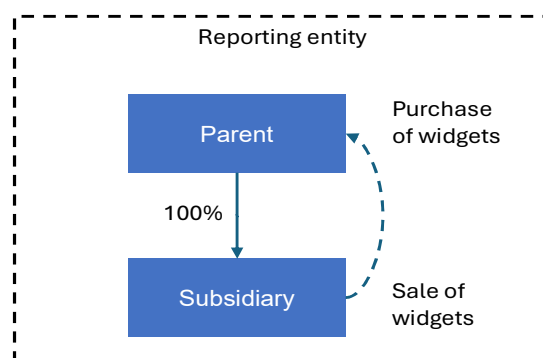 Reporting entity
Parent
Purchase
of widgets
100%
Subsidiary
Sale of
widgets